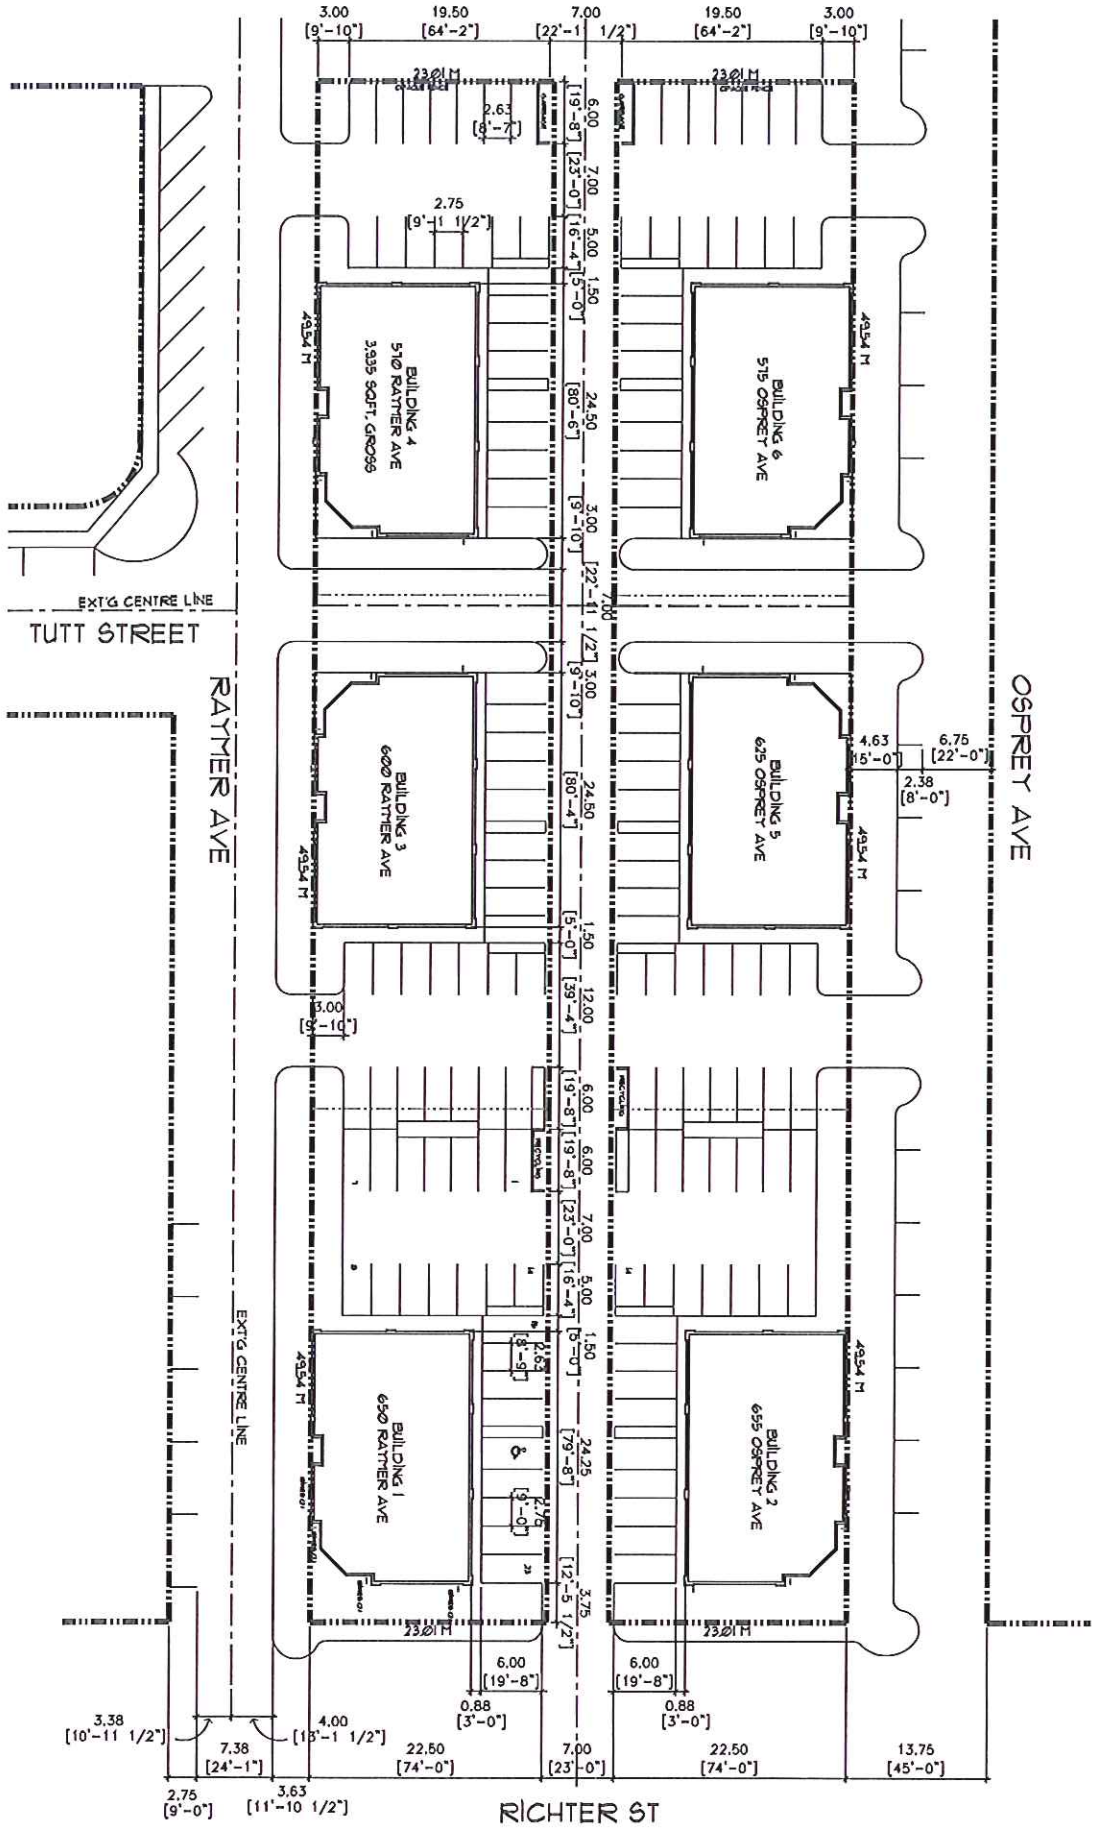 3.00
[9'-10"]
19.50
[64'-2"]
7.00
[22'-11 1/2"]
19.50
[64'-2"]
3.00
[9'-10"]
23.01 M
23.01 M
6.00
[19'-8"]
2.63
[8'-7"]
7.00
[23'-0"]
2.75
[9'-1 1/2"]
5.00
[16'-4"]
1.50
[5'-0"]
49.54 M
BUILDING 4
570 RAYMER AVE
3,935 SQ.FT. GROSS
24.50
[80'-6"]
BUILDING 6
575 OSPREY AVE
49.54 M
3.00
[9'-10"]
7.00
[22'-11 1/2"]
EXT'G CENTRE LINE
TUTT STREET
3.00
[9'-10"]
RAYMER AVE
OSPREY AVE
4.63
15'-0"]
6.75
[22'-0"]
2.38
[8'-0"]
BUILDING 3
600 RAYMER AVE
49.54 M
24.50
[80'-4"]
BUILDING 5
625 OSPREY AVE
49.54 M
1.50
[5'-0"]
12.00
[39'-4"]
3.00
[9'-10"]
6.00
[19'-8"]
RECYCLING
6.00
[19'-8"]
RECYCLING
7.00
[23'-0"]
5.00
[16'-4"]
1.50
[5'-0"]
2.63
[8'-9"]
EXT'G CENTRE LINE
49.54 M
BUILDING 1
650 RAYMER AVE
24.25
[79'-8"]
2.75
[9'-0"]
23
BUILDING 2
655 OSPREY AVE
49.54 M
3.75
[12'-5 1/2"]
23.01 M
23.01 M
6.00
[19'-8"]
6.00
[19'-8"]
0.88
[3'-0"]
0.88
[3'-0"]
3.38
[10'-11 1/2"]
4.00
[13'-1 1/2"]
7.38
[24'-1"]
22.50
[74'-0"]
7.00
[23'-0"]
22.50
[74'-0"]
13.75
[45'-0"]
2.75
[9'-0"]
3.63
[11'-10 1/2"]
RICHTER ST